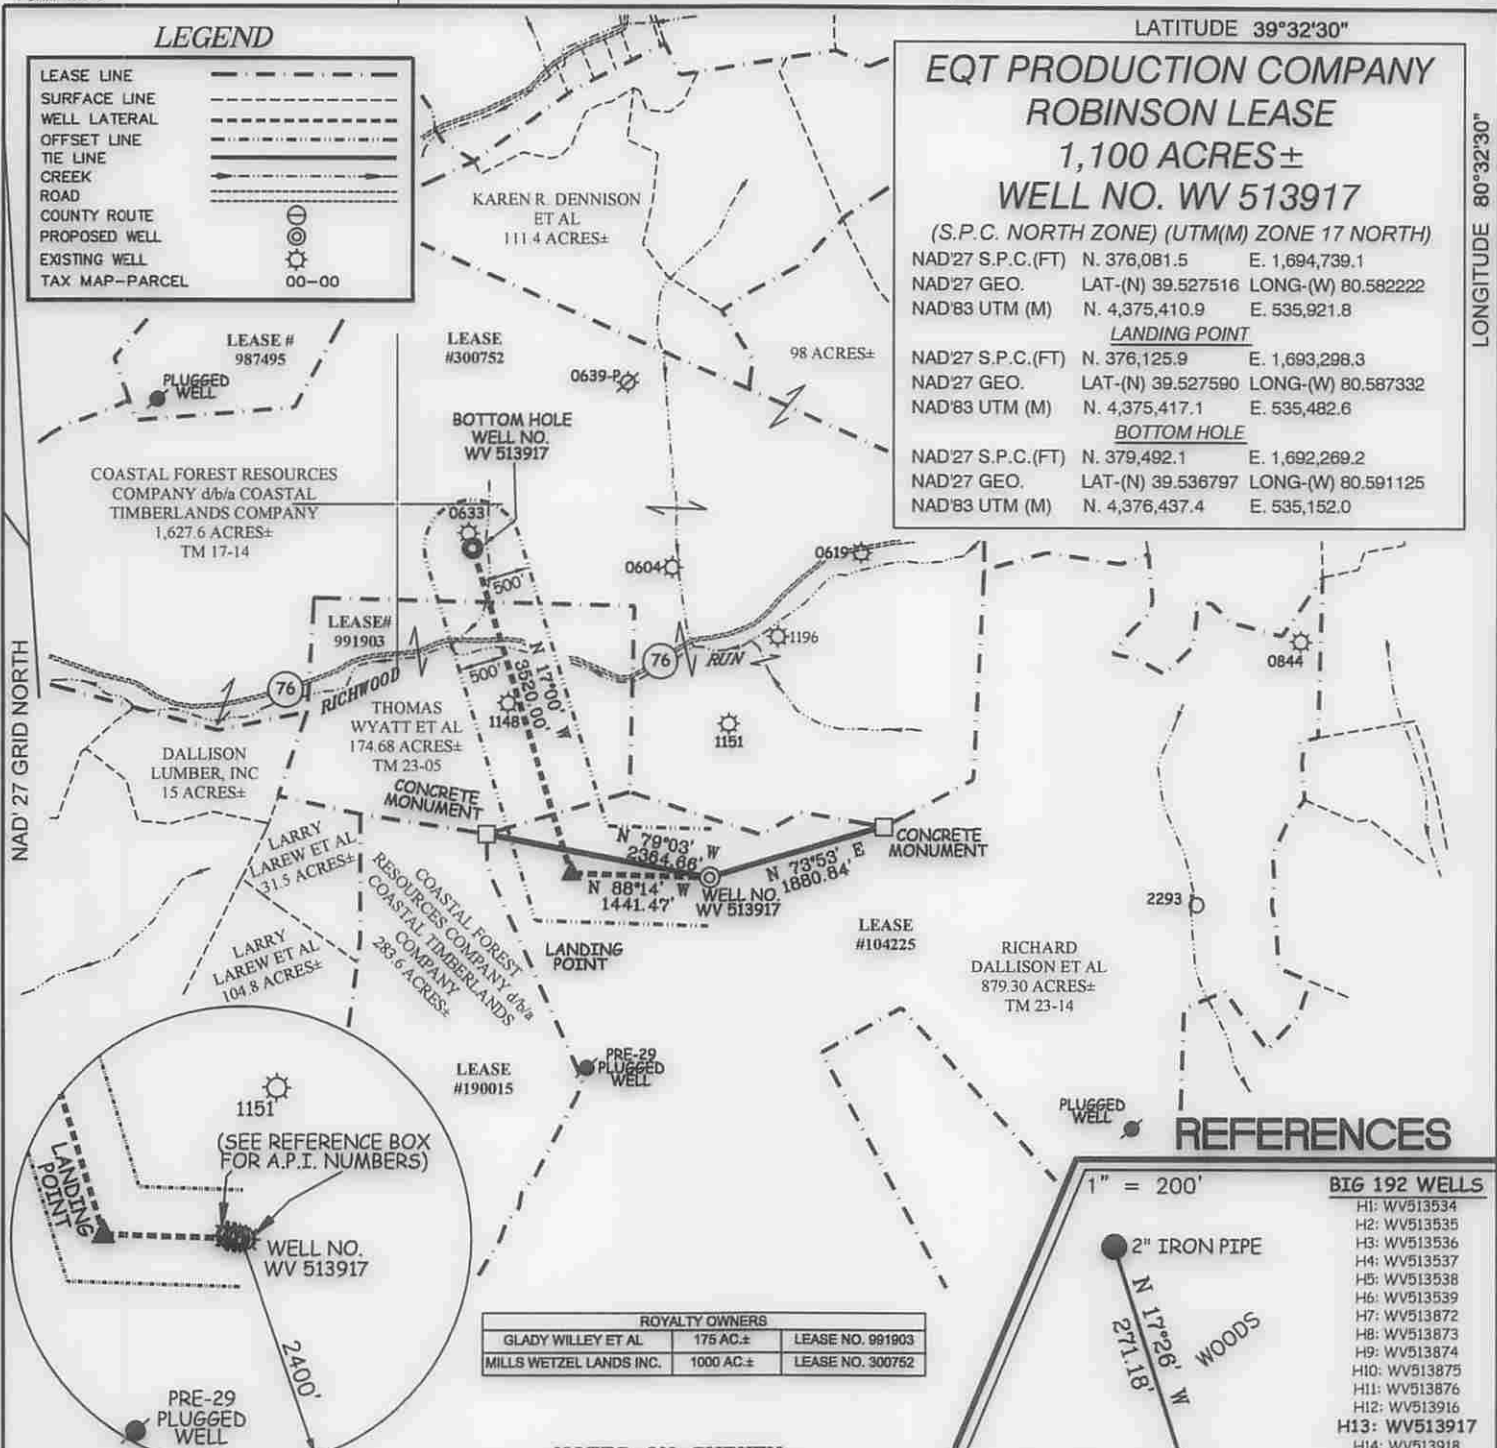 LEGEND
LEASE LINE
SURFACE LINE
WELL LATERAL
OFFSET LINE
TIE LINE
CREEK
ROAD
COUNTY ROUTE
PROPOSED WELL
EXISTING WELL
TAX MAP-PARCEL 00-00
LATITUDE 39°32'30"
LONGITUDE 80°32'30"
EQT PRODUCTION COMPANY
ROBINSON LEASE
1,100 ACRES±
WELL NO. WV 513917
(S.P.C. NORTH ZONE) (UTM(M) ZONE 17 NORTH)
NAD'27 S.P.C.(FT) N. 376,081.5 E. 1,694,739.1
NAD'27 GEO. LAT-(N) 39.527516 LONG-(W) 80.582222
NAD'83 UTM (M) N. 4,375,410.9 E. 535,921.8
LANDING POINT
NAD'27 S.P.C.(FT) N. 376,125.9 E. 1,693,298.3
NAD'27 GEO. LAT-(N) 39.527590 LONG-(W) 80.587332
NAD'83 UTM (M) N. 4,375,417.1 E. 535,482.6
BOTTOM HOLE
NAD'27 S.P.C.(FT) N. 379,492.1 E. 1,692,269.2
NAD'27 GEO. LAT-(N) 39.536797 LONG-(W) 80.591125
NAD'83 UTM (M) N. 4,376,437.4 E. 535,152.0
KAREN R. DENNISON
ET AL
111.4 ACRES±
LEASE #
987495
PLUGGED
WELL
LEASE
#300752
0639-P
98 ACRES±
BOTTOM HOLE
WELL NO.
WV 513917
COASTAL FOREST RESOURCES
COMPANY d/b/a COASTAL
TIMBERLANDS COMPANY
1,627.6 ACRES±
TM 17-14
0633
0604
0619
500'
LEASE#
991903
1196
76
RUN
0844
NAD'27 GRID NORTH
500'
N 17°00' W
3520.00'
76
RICHWOOD
THOMAS
WYATT ET AL
174.68 ACRES±
TM 23-05
1148
1151
DALLISON
LUMBER, INC
15 ACRES±
CONCRETE
MONUMENT
LARRY
LAREW ET AL
31.5 ACRES±
N 79°03' W
2364.66'
N 73°53' E
1880.84'
CONCRETE
MONUMENT
N 88°14' W
1441.47'
WELL NO.
WV 513917
2293
LEASE
#104225
LANDING
POINT
COASTAL FOREST
RESOURCES COMPANY d/b/a
COASTAL TIMBERLANDS
COMPANY
283.6 ACRES±
LARRY
LAREW ET AL
104.8 ACRES±
RICHARD
DALLISON ET AL
879.30 ACRES±
TM 23-14
LEASE
#190015
PRE-29
PLUGGED
WELL
PLUGGED
WELL
1151
(SEE REFERENCE BOX
FOR A.P.I. NUMBERS)
LANDING
POINT
WELL NO.
WV 513917
2400'
PRE-29
PLUGGED
WELL
ROYALTY OWNERS
GLADY WILLEY ET AL 175 AC.± LEASE NO. 991903
MILLS WETZEL LANDS INC. 1000 AC.± LEASE NO. 300752
REFERENCES
1" = 200'
2" IRON PIPE
N 17°26' W
271.18'
WOODS
BIG 192 WELLS
H1: WV513534
H2: WV513535
H3: WV513536
H4: WV513537
H5: WV513538
H6: WV513539
H7: WV513872
H8: WV513873
H9: WV513874
H10: WV513875
H11: WV513876
H12: WV513916
H13: WV513917
H14: WV513918